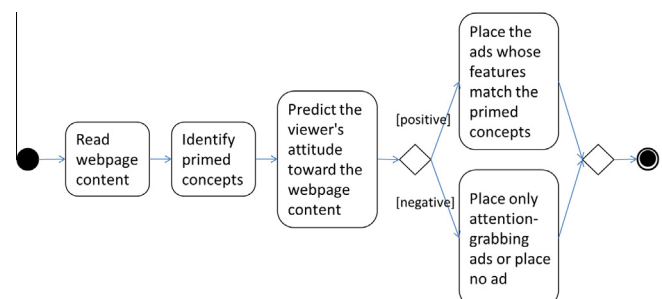 Read
webpage
content
Identify
primed
concepts
Predict the
viewer's
attitude
toward the
webpage
content
[positive]
[negative]
Place the
ads whose
features
match the
primed
concepts
Place only
attention-
grabbing
ads or place
no ad